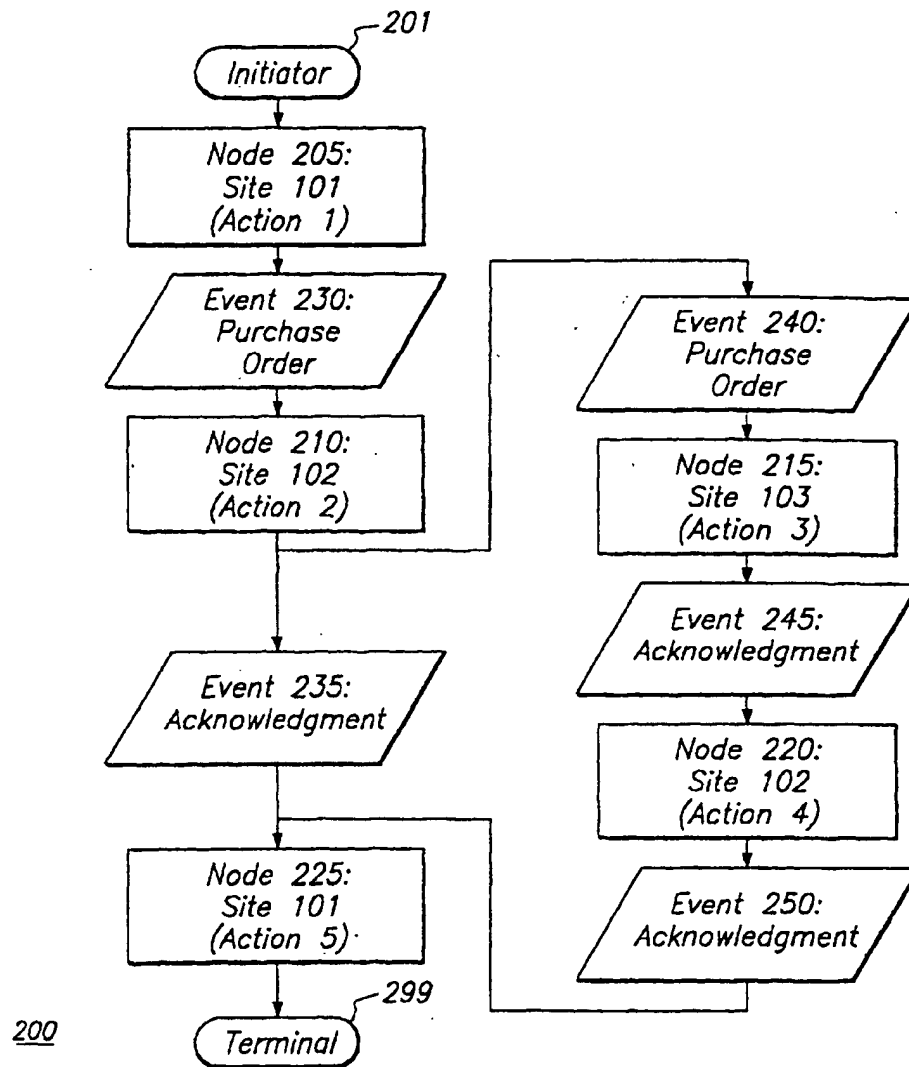 201
Initiator
Node 205:
Site 101
(Action 1)
Event 230:
Purchase
Order
Node 210:
Site 102
(Action 2)
Event 240:
Purchase
Order
Node 215:
Site 103
(Action 3)
Event 245:
Acknowledgment
Node 220:
Site 102
(Action 4)
Event 250:
Acknowledgment
Event 235:
Acknowledgment
Node 225:
Site 101
(Action 5)
299
Terminal
200